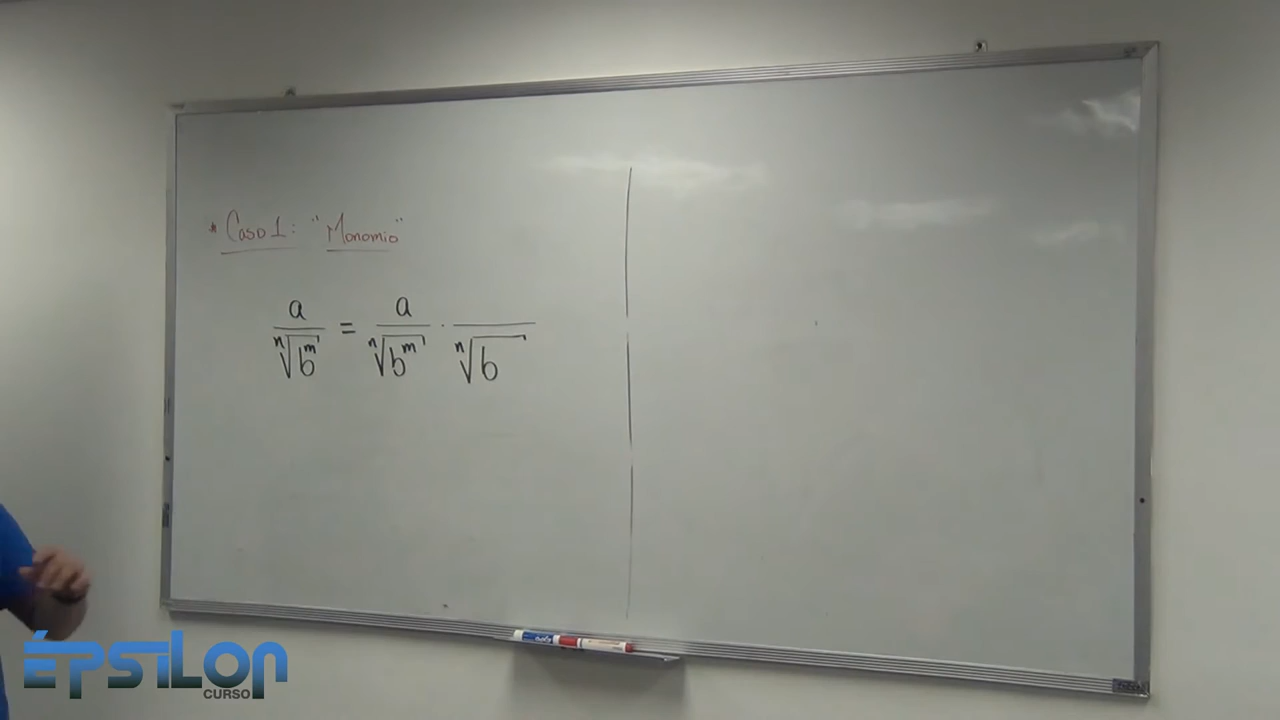 * Caso 1: "Monomio"
a/ⁿ√bᵐ = a/ⁿ√bᵐ · /ⁿ√b
ÉPSILON
CURSO